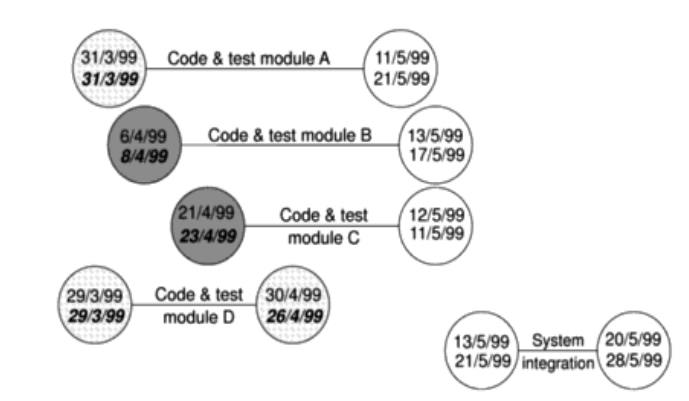 31/3/99
31/3/99
Code & test module A
11/5/99
21/5/99
6/4/99
8/4/99
Code & test module B
13/5/99
17/5/99
21/4/99
23/4/99
Code & test
module C
12/5/99
11/5/99
29/3/99
29/3/99
Code & test
module D
30/4/99
26/4/99
13/5/99
21/5/99
System
integration
20/5/99
28/5/99